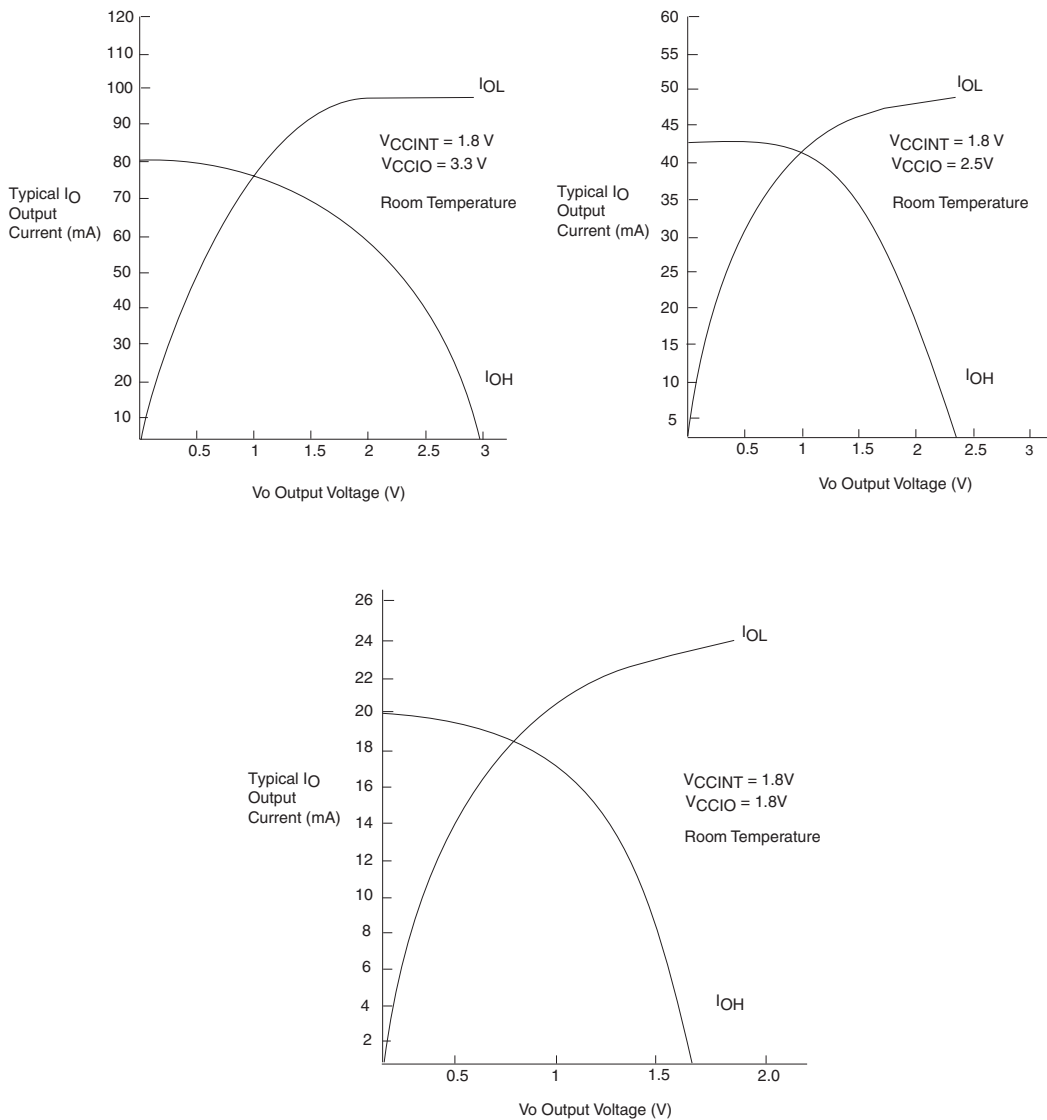 120
110
100
90
80
70
60
50
40
30
20
10
Typical IO
Output
Current (mA)
IOL
VCCINT = 1.8 V
VCCIO = 3.3 V
Room Temperature
IOH
0.5 1 1.5 2 2.5 3
Vo Output Voltage (V)
60
55
50
45
40
35
30
25
20
15
10
5
Typical IO
Output
Current (mA)
IOL
VCCINT = 1.8 V
VCCIO = 2.5V
Room Temperature
IOH
0.5 1 1.5 2 2.5 3
Vo Output Voltage (V)
26
24
22
20
18
16
14
12
10
8
6
4
2
Typical IO
Output
Current (mA)
IOL
VCCINT = 1.8V
VCCIO = 1.8V
Room Temperature
IOH
0.5 1 1.5 2.0
Vo Output Voltage (V)